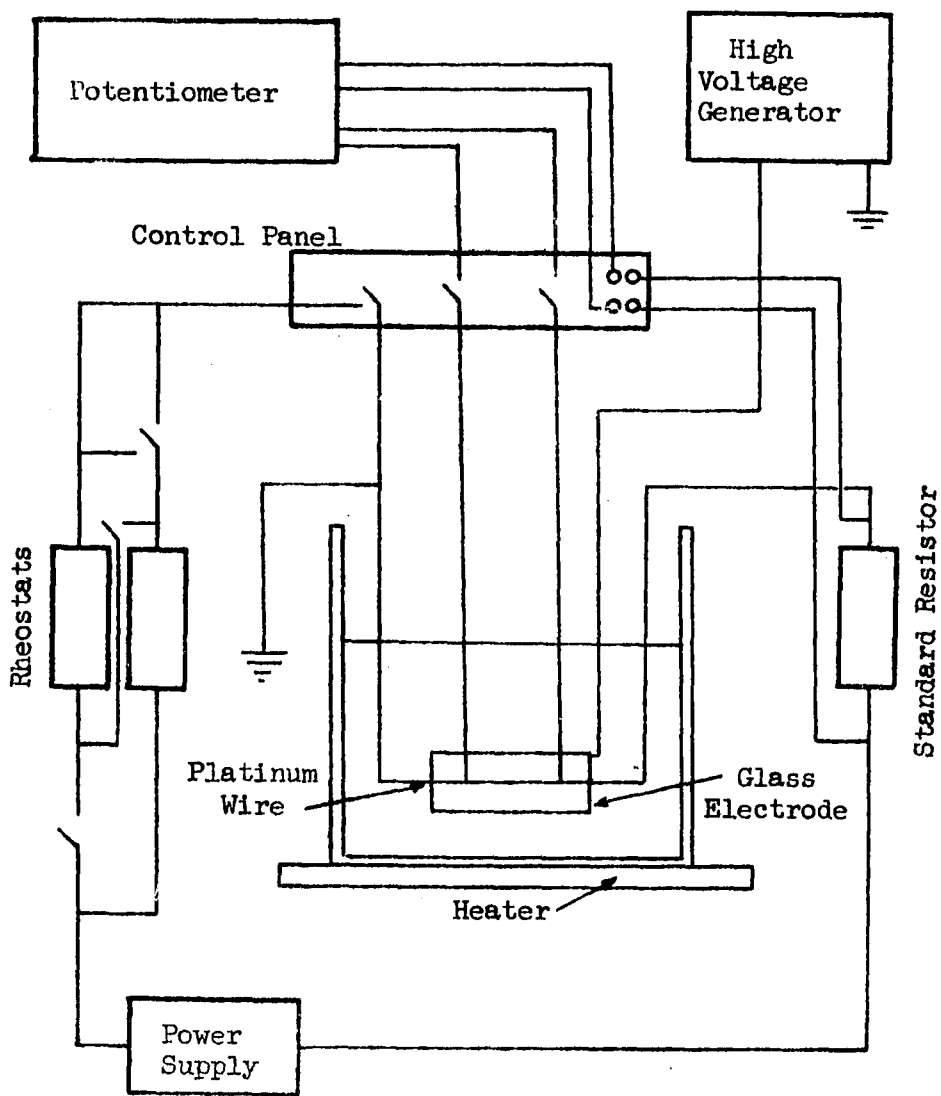 Potentiometer
High
Voltage
Generator
Control Panel
Rheostats
Standard Resistor
Platinum
Wire
Glass
Electrode
Heater
Power
Supply